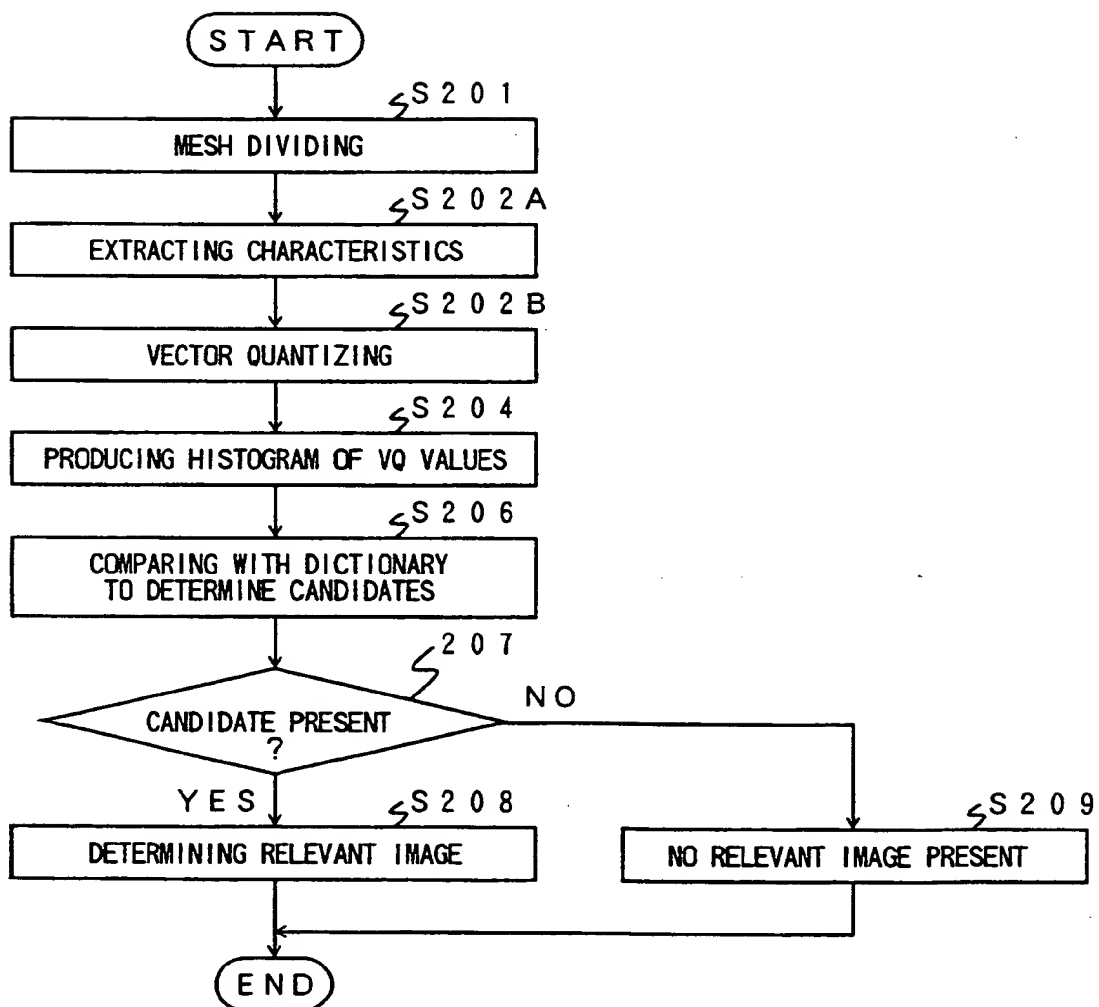 START
S201
MESH DIVIDING
S202A
EXTRACTING CHARACTERISTICS
S202B
VECTOR QUANTIZING
S204
PRODUCING HISTOGRAM OF VQ VALUES
S206
COMPARING WITH DICTIONARY
TO DETERMINE CANDIDATES
207
NO
CANDIDATE PRESENT
?
YES
S208
S209
DETERMINING RELEVANT IMAGE
NO RELEVANT IMAGE PRESENT
END